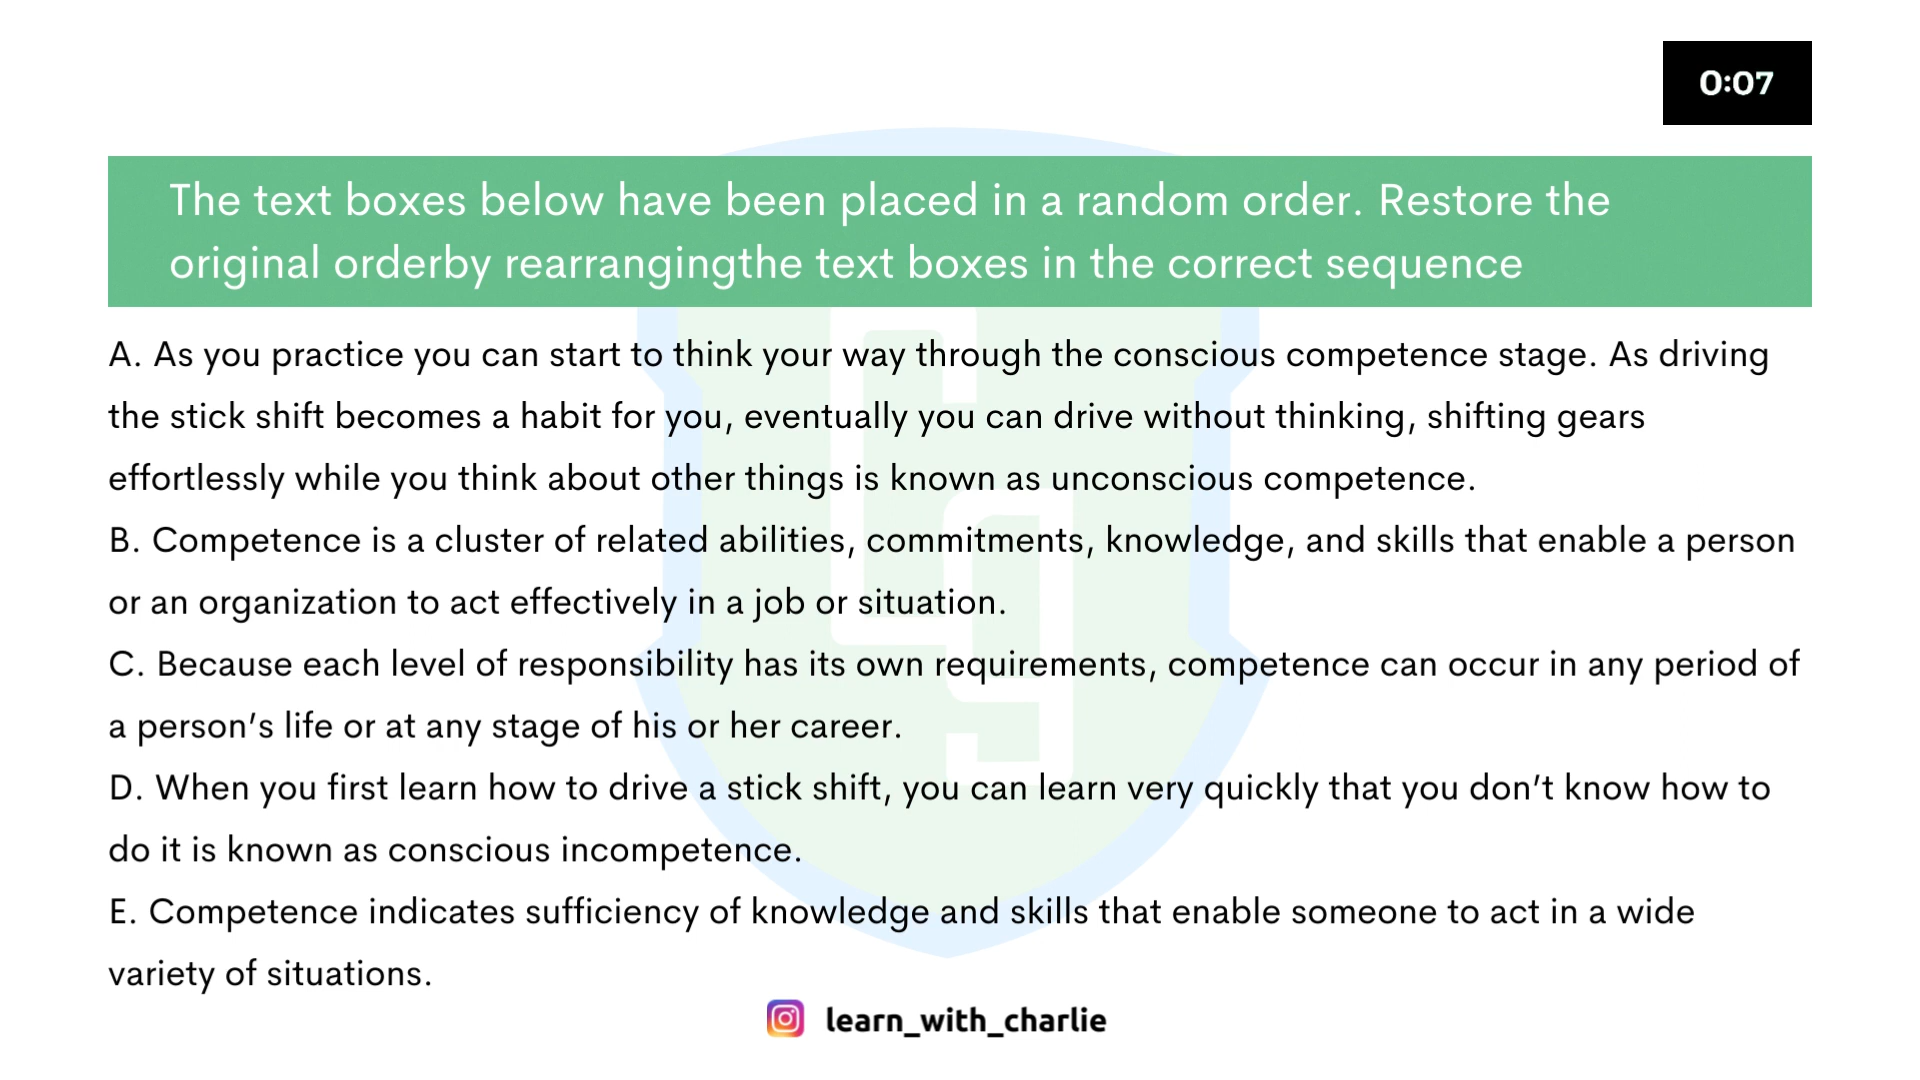 0:07
The text boxes below have been placed in a random order. Restore the
original orderby rearrangingthe text boxes in the correct sequence
A. As you practice you can start to think your way through the conscious competence stage. As driving
the stick shift becomes a habit for you, eventually you can drive without thinking, shifting gears
effortlessly while you think about other things is known as unconscious competence.
B. Competence is a cluster of related abilities, commitments, knowledge, and skills that enable a person
or an organization to act effectively in a job or situation.
C. Because each level of responsibility has its own requirements, competence can occur in any period of
a person’s life or at any stage of his or her career.
D. When you first learn how to drive a stick shift, you can learn very quickly that you don’t know how to
do it is known as conscious incompetence.
E. Competence indicates sufficiency of knowledge and skills that enable someone to act in a wide
variety of situations.
learn_with_charlie